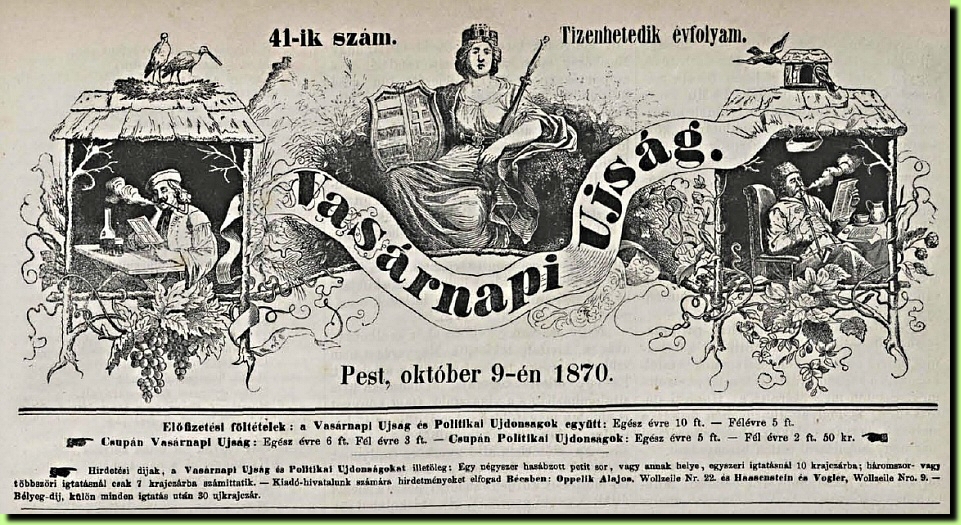 41-ik szám.
Tizenhetedik évfolyam.
Vasárnapi Ujság.
Pest, október 9-én 1870.
Előfizetési föltételek: a Vasárnapi Ujság és Politikai Ujdonságok együtt: Egész évre 10 ft. — Félévre 5 ft.
Csupán Vasárnapi Ujság: Egész évre 6 ft. Fél évre 3 ft. — Csupán Politikai Ujdonságok: Egész évre 5 ft. — Fél évre 2 ft. 50 kr.
Hirdetési díjak, a Vasárnapi Ujság és Politikai Ujdonságokat illetőleg: Egy négyszer hasábzott petit sor, vagy annak helye, egyszeri igtatásnál 10 krajczárba; háromszor- vagy
többszöri igtatásnál csak 7 krajczárba számittatik. — Kiadó-hivatalunk számára hirdetményeket elfogad Bécsben: Oppelik Alajos, Wollzeile Nr. 22. és Haasenstein és Vogler, Wollzeile Nro. 9. —
Bélyeg-díj, külön minden igtatás után 30 ujkrajczár.